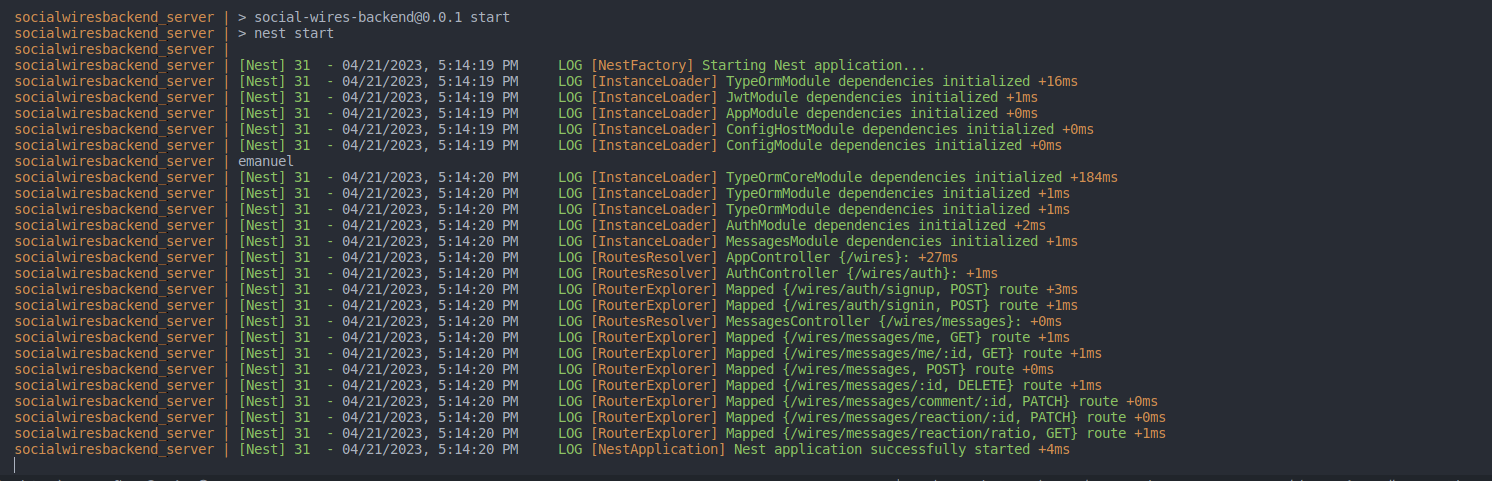 socialwiresbackend_server | > social-wires-backend@0.0.1 start
socialwiresbackend_server | > nest start
socialwiresbackend_server |
socialwiresbackend_server | [Nest] 31  - 04/21/2023, 5:14:19 PM     LOG [NestFactory] Starting Nest application...
socialwiresbackend_server | [Nest] 31  - 04/21/2023, 5:14:19 PM     LOG [InstanceLoader] TypeOrmModule dependencies initialized +16ms
socialwiresbackend_server | [Nest] 31  - 04/21/2023, 5:14:19 PM     LOG [InstanceLoader] JwtModule dependencies initialized +1ms
socialwiresbackend_server | [Nest] 31  - 04/21/2023, 5:14:19 PM     LOG [InstanceLoader] AppModule dependencies initialized +0ms
socialwiresbackend_server | [Nest] 31  - 04/21/2023, 5:14:19 PM     LOG [InstanceLoader] ConfigHostModule dependencies initialized +0ms
socialwiresbackend_server | [Nest] 31  - 04/21/2023, 5:14:19 PM     LOG [InstanceLoader] ConfigModule dependencies initialized +0ms
socialwiresbackend_server | emanuel
socialwiresbackend_server | [Nest] 31  - 04/21/2023, 5:14:20 PM     LOG [InstanceLoader] TypeOrmCoreModule dependencies initialized +184ms
socialwiresbackend_server | [Nest] 31  - 04/21/2023, 5:14:20 PM     LOG [InstanceLoader] TypeOrmModule dependencies initialized +1ms
socialwiresbackend_server | [Nest] 31  - 04/21/2023, 5:14:20 PM     LOG [InstanceLoader] TypeOrmModule dependencies initialized +1ms
socialwiresbackend_server | [Nest] 31  - 04/21/2023, 5:14:20 PM     LOG [InstanceLoader] AuthModule dependencies initialized +2ms
socialwiresbackend_server | [Nest] 31  - 04/21/2023, 5:14:20 PM     LOG [InstanceLoader] MessagesModule dependencies initialized +1ms
socialwiresbackend_server | [Nest] 31  - 04/21/2023, 5:14:20 PM     LOG [RoutesResolver] AppController {/wires}: +27ms
socialwiresbackend_server | [Nest] 31  - 04/21/2023, 5:14:20 PM     LOG [RoutesResolver] AuthController {/wires/auth}: +1ms
socialwiresbackend_server | [Nest] 31  - 04/21/2023, 5:14:20 PM     LOG [RouterExplorer] Mapped {/wires/auth/signup, POST} route +3ms
socialwiresbackend_server | [Nest] 31  - 04/21/2023, 5:14:20 PM     LOG [RouterExplorer] Mapped {/wires/auth/signin, POST} route +1ms
socialwiresbackend_server | [Nest] 31  - 04/21/2023, 5:14:20 PM     LOG [RoutesResolver] MessagesController {/wires/messages}: +0ms
socialwiresbackend_server | [Nest] 31  - 04/21/2023, 5:14:20 PM     LOG [RouterExplorer] Mapped {/wires/messages/me, GET} route +1ms
socialwiresbackend_server | [Nest] 31  - 04/21/2023, 5:14:20 PM     LOG [RouterExplorer] Mapped {/wires/messages/me/:id, GET} route +1ms
socialwiresbackend_server | [Nest] 31  - 04/21/2023, 5:14:20 PM     LOG [RouterExplorer] Mapped {/wires/messages, POST} route +0ms
socialwiresbackend_server | [Nest] 31  - 04/21/2023, 5:14:20 PM     LOG [RouterExplorer] Mapped {/wires/messages/:id, DELETE} route +1ms
socialwiresbackend_server | [Nest] 31  - 04/21/2023, 5:14:20 PM     LOG [RouterExplorer] Mapped {/wires/messages/comment/:id, PATCH} route +0ms
socialwiresbackend_server | [Nest] 31  - 04/21/2023, 5:14:20 PM     LOG [RouterExplorer] Mapped {/wires/messages/reaction/:id, PATCH} route +0ms
socialwiresbackend_server | [Nest] 31  - 04/21/2023, 5:14:20 PM     LOG [RouterExplorer] Mapped {/wires/messages/reaction/ratio, GET} route +1ms
socialwiresbackend_server | [Nest] 31  - 04/21/2023, 5:14:20 PM     LOG [NestApplication] Nest application successfully started +4ms